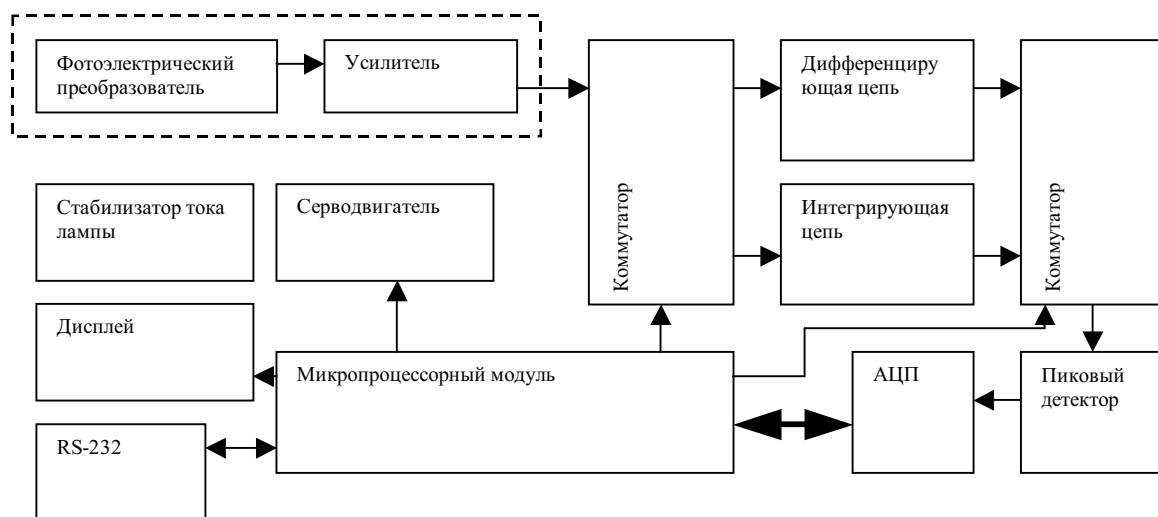 Фотоэлектрический
преобразователь
Усилитель
Коммутатор
Дифференциру
ющая цепь
Коммутатор
Стабилизатор тока
лампы
Серводвигатель
Интегрирующая
цепь
Дисплей
Микропроцессорный модуль
АЦП
Пиковый
детектор
RS-232